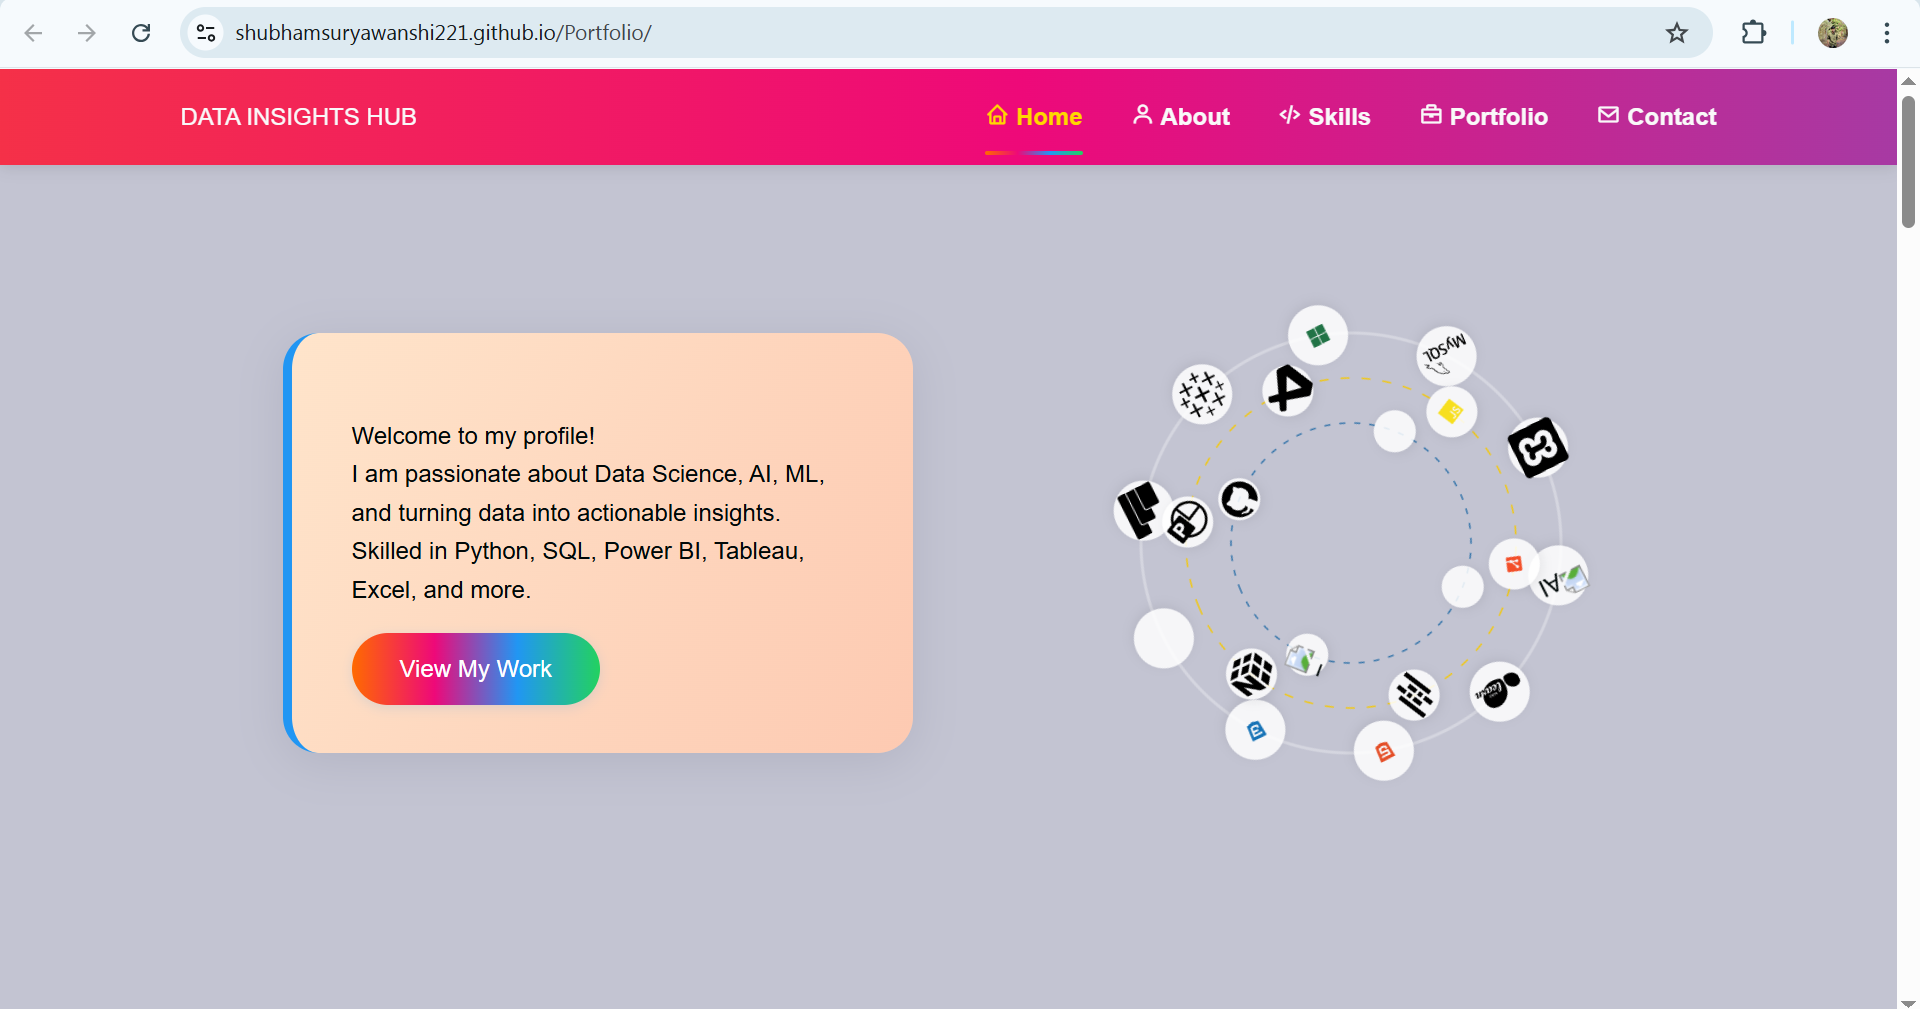 shubhamsuryawanshi221.github.io/Portfolio/
DATA INSIGHTS HUB
Home
About
Skills
Portfolio
Contact
Welcome to my profile!
I am passionate about Data Science, AI, ML,
and turning data into actionable insights.
Skilled in Python, SQL, Power BI, Tableau,
Excel, and more.
View My Work
MySQL
AI
learn